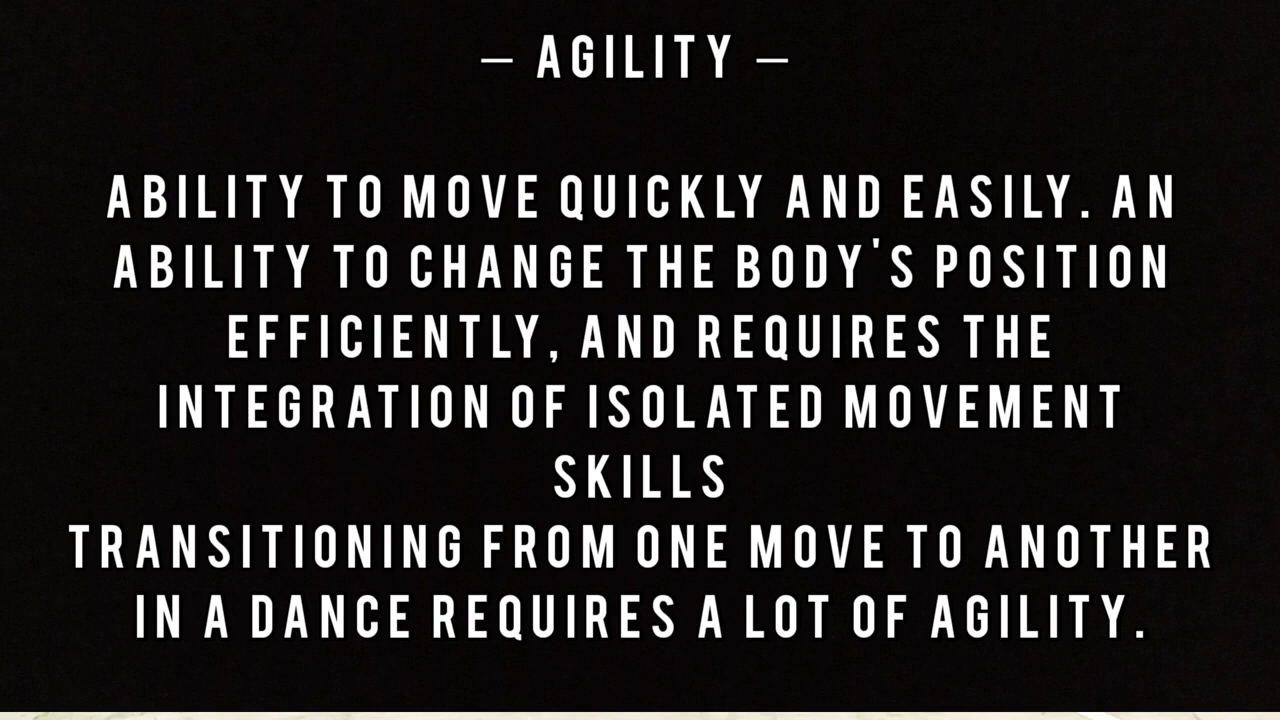 – AGILITY –
ABILITY TO MOVE QUICKLY AND EASILY. AN
ABILITY TO CHANGE THE BODY'S POSITION
EFFICIENTLY, AND REQUIRES THE
INTEGRATION OF ISOLATED MOVEMENT
SKILLS
TRANSITIONING FROM ONE MOVE TO ANOTHER
IN A DANCE REQUIRES A LOT OF AGILITY.